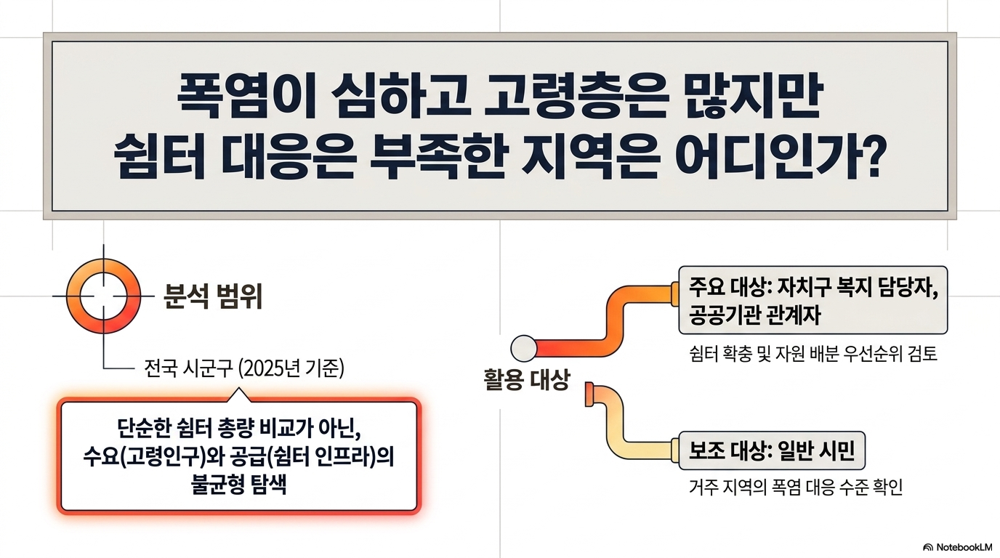 폭염이 심하고 고령층은 많지만
쉼터 대응은 부족한 지역은 어디인가?
분석 범위
전국 시군구 (2025년 기준)
단순한 쉼터 총량 비교가 아닌,
수요(고령인구)와 공급(쉼터 인프라)의
불균형 탐색
활용 대상
주요 대상: 자치구 복지 담당자,
공공기관 관계자
쉼터 확충 및 자원 배분 우선순위 검토
보조 대상: 일반 시민
거주 지역의 폭염 대응 수준 확인
NotebookLM